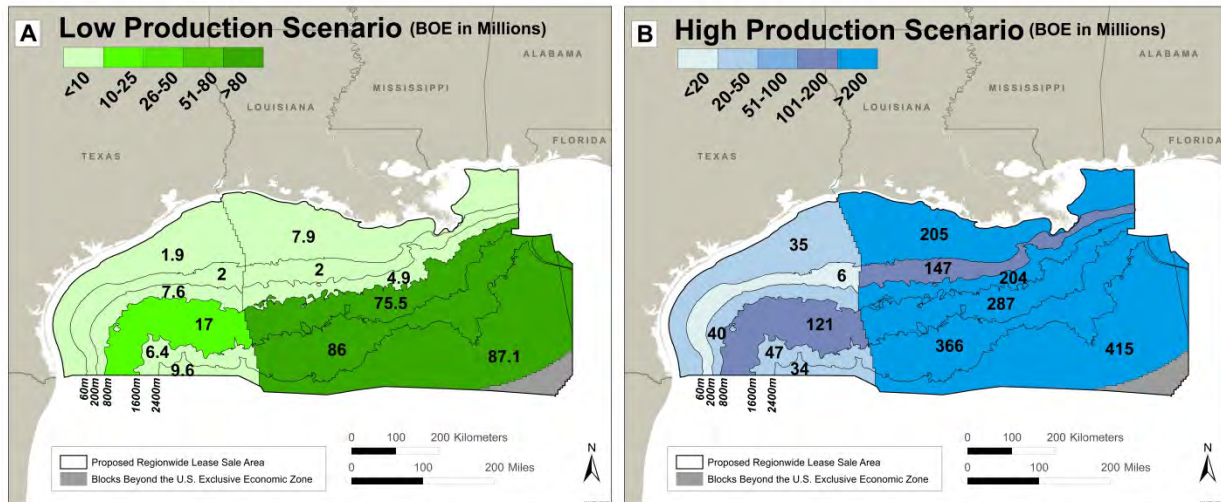 A
Low Production Scenario (BOE in Millions)
<10
10-25
26-50
51-80
>80
ALABAMA
MISSISSIPPI
LOUISIANA
FLORIDA
TEXAS
1.9
7.9
2
2
4.9
7.6
75.5
17
6.4
86
87.1
9.6
60m
200m
800m
1600m
2400m
Proposed Regionwide Lease Sale Area
Blocks Beyond the U.S. Exclusive Economic Zone
0 100 200 Kilometers
0 100 200 Miles
N
B
High Production Scenario (BOE in Millions)
<20
20-50
51-100
101-200
>200
ALABAMA
MISSISSIPPI
LOUISIANA
FLORIDA
TEXAS
35
205
6
147
204
287
40
121
47
366
415
34
60m
200m
800m
1600m
2400m
Proposed Regionwide Lease Sale Area
Blocks Beyond the U.S. Exclusive Economic Zone
0 100 200 Kilometers
0 100 200 Miles
N